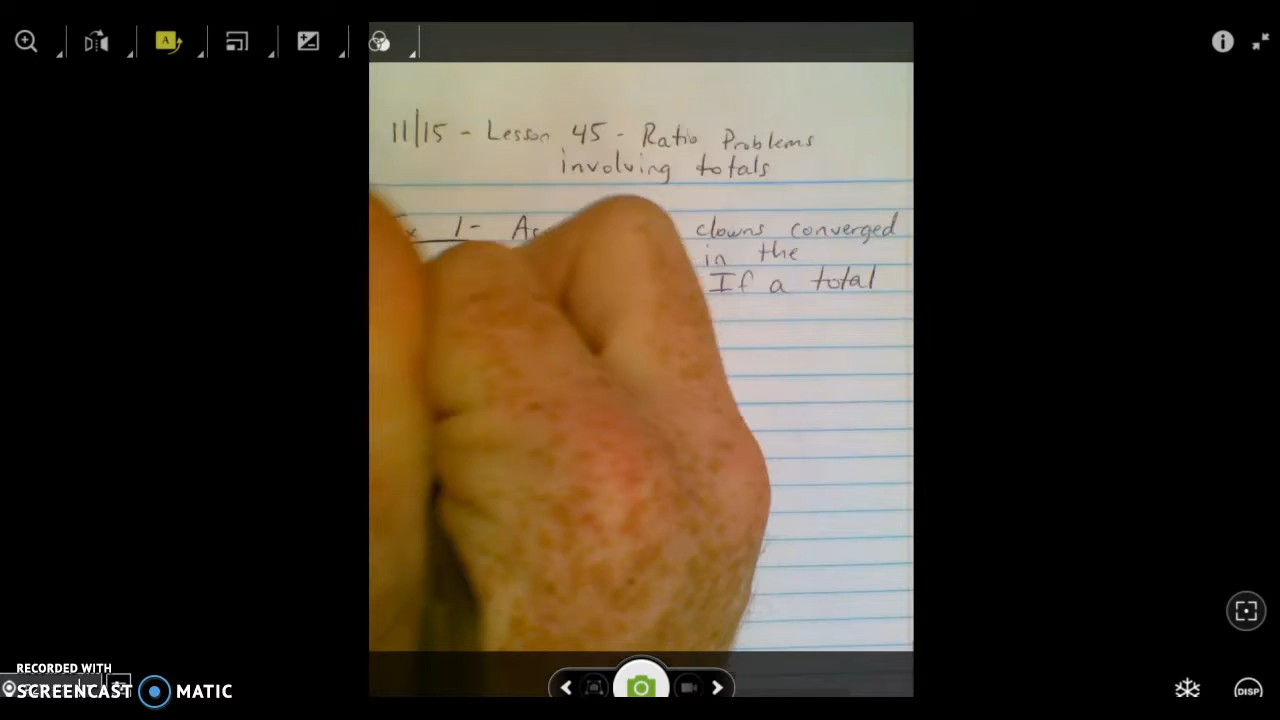 A
11/15 - Lesson 45 - Ratio Problems
involving totals
1- clowns converged
in the
If a total
RECORDED WITH
SCREENCAST MATIC
DISP